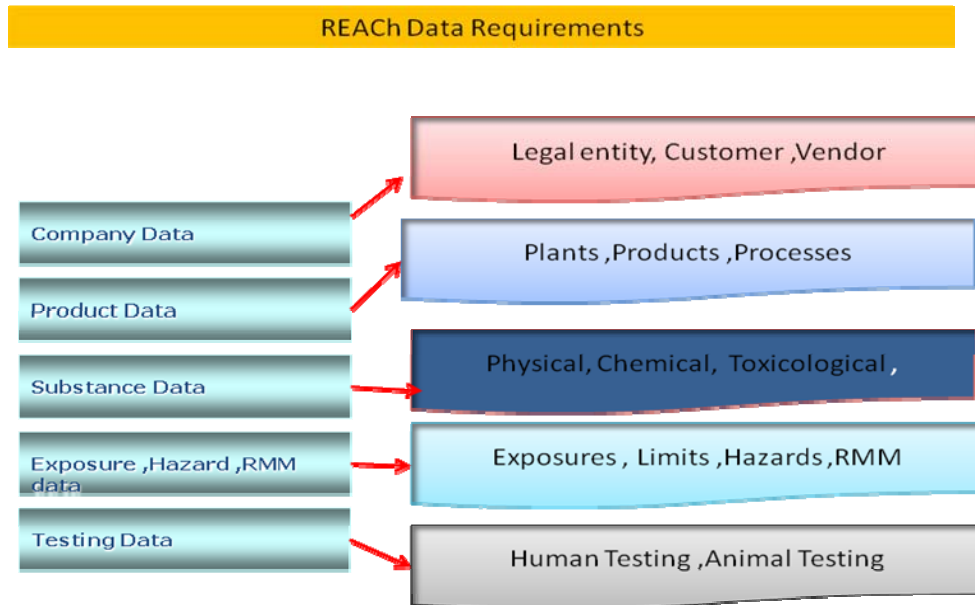 REACh Data Requirements
Legal entity, Customer ,Vendor
Company Data
Plants ,Products ,Processes
Product Data
Physical, Chemical, Toxicological ,
Substance Data
Exposures , Limits ,Hazards,RMM
Exposure ,Hazard ,RMM
data
Testing Data
Human Testing ,Animal Testing